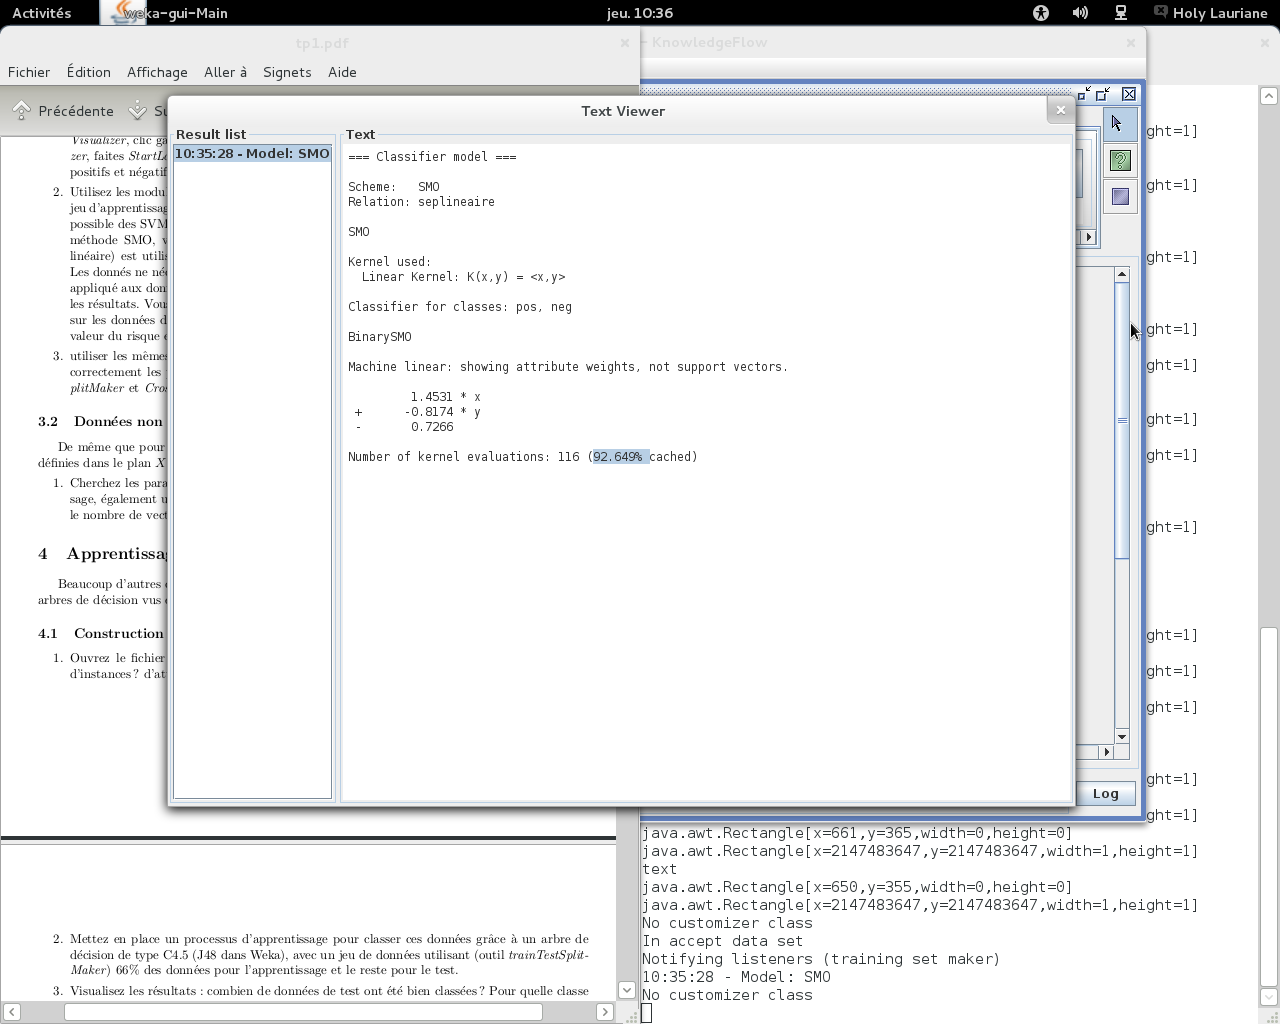 Activités
weka-gui-Main
jeu. 10:36
Holy Lauriane
tp1.pdf
KnowledgeFlow
Fichier Édition Affichage Aller à Signets Aide
Précédente
Su
Text Viewer
Result list
10:35:28 - Model: SMO
Text
=== Classifier model ===
Scheme: SMO
Relation: seplineaire
SMO
Kernel used:
Linear Kernel: K(x,y) = <x,y>
Classifier for classes: pos, neg
BinarySMO
Machine linear: showing attribute weights, not support vectors.
1.4531 * x
+ -0.8174 * y
- 0.7266
Number of kernel evaluations: 116 (92.649% cached)
Visualizer, clic ga
zer, faites StartLo
positifs et négatif
2. Utilisez les modu
jeu d'apprentissag
possible des SVM
méthode SMO, v
linéaire) est utilis
Les donnés ne néc
appliqué aux don
les résultats. Vous
sur les données d
valeur du risque e
3. utiliser les mêmes
correctement les
plitMaker et Cros
3.2 Données non
De même que pour
définies dans le plan X
1. Cherchez les para
sage, également u
le nombre de vect
4 Apprentissag
Beaucoup d'autres
arbres de décision vus e
4.1 Construction
1. Ouvrez le fichier
d'instances ? d'at
2. Mettez en place un processus d'apprentissage pour classer ces données grâce à un arbre de
décision de type C4.5 (J48 dans Weka), avec un jeu de données utilisant (outil trainTestSplit-
Maker) 66% des données pour l'apprentissage et le reste pour le test.
3. Visualisez les résultats : combien de données de test ont été bien classées ? Pour quelle classe
Log
ght=1]
ght=1]
ght=1]
ght=1]
ght=1]
ght=1]
ght=1]
ght=1]
ght=1]
ght=1]
ght=1]
ght=1]
ght=1]
java.awt.Rectangle[x=661,y=365,width=0,height=0]
java.awt.Rectangle[x=2147483647,y=2147483647,width=1,height=1]
text
java.awt.Rectangle[x=650,y=355,width=0,height=0]
java.awt.Rectangle[x=2147483647,y=2147483647,width=1,height=1]
No customizer class
In accept data set
Notifying listeners (training set maker)
10:35:28 - Model: SMO
No customizer class